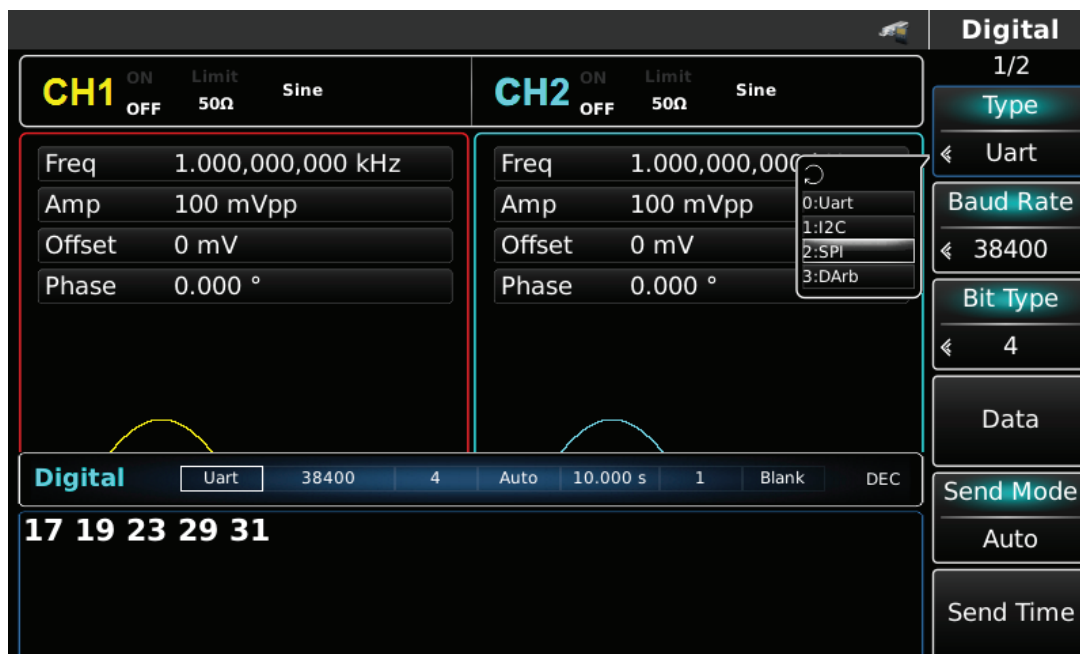 Digital
1/2
CH1 ON OFF Limit 50Ω Sine
CH2 ON OFF Limit 50Ω Sine
Type
Uart
Freq 1.000,000,000 kHz
Amp 100 mVpp
Offset 0 mV
Phase 0.000 °
Freq 1.000,000,000
Amp 100 mVpp
Offset 0 mV
Phase 0.000 °
0:Uart
1:I2C
2:SPI
3:DArb
Baud Rate
38400
Bit Type
4
Data
Send Mode
Auto
Send Time
Digital Uart 38400 4 Auto 10.000 s 1 Blank DEC
17 19 23 29 31